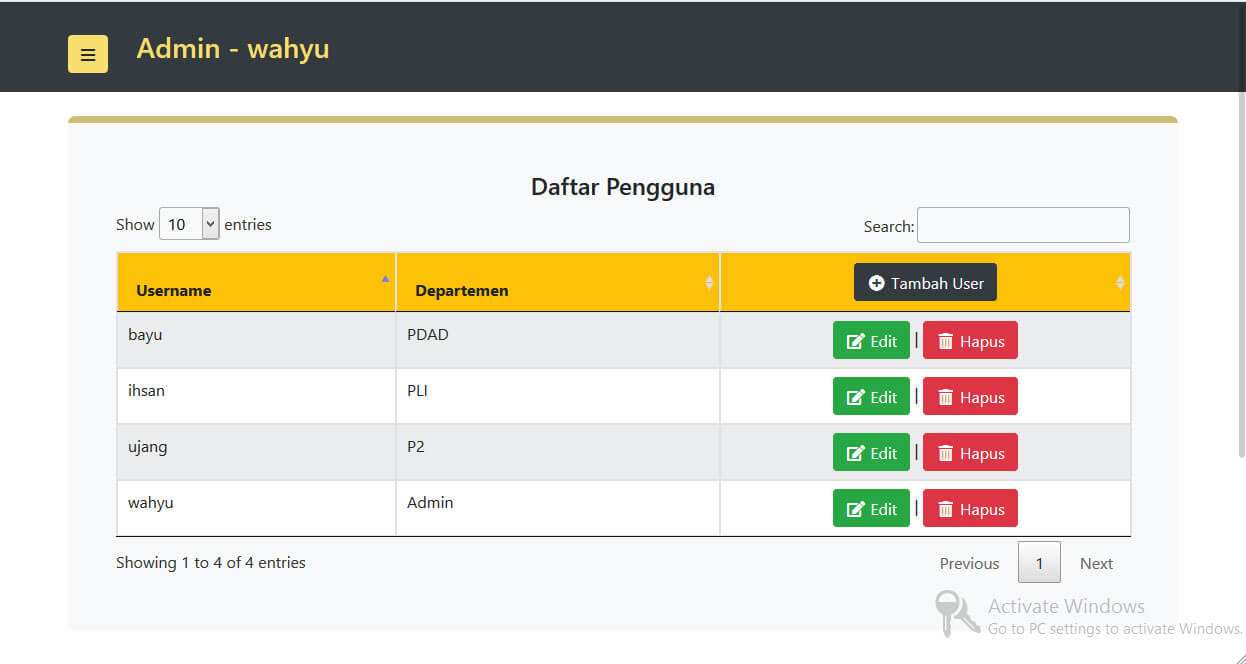 Admin - wahyu
Daftar Pengguna
Show 10 entries
Search:
Username Departemen Tambah User
bayu PDAD Edit | Hapus
ihsan PLI Edit | Hapus
ujang P2 Edit | Hapus
wahyu Admin Edit | Hapus
Showing 1 to 4 of 4 entries
Previous 1 Next
Activate Windows
Go to PC settings to activate Windows.